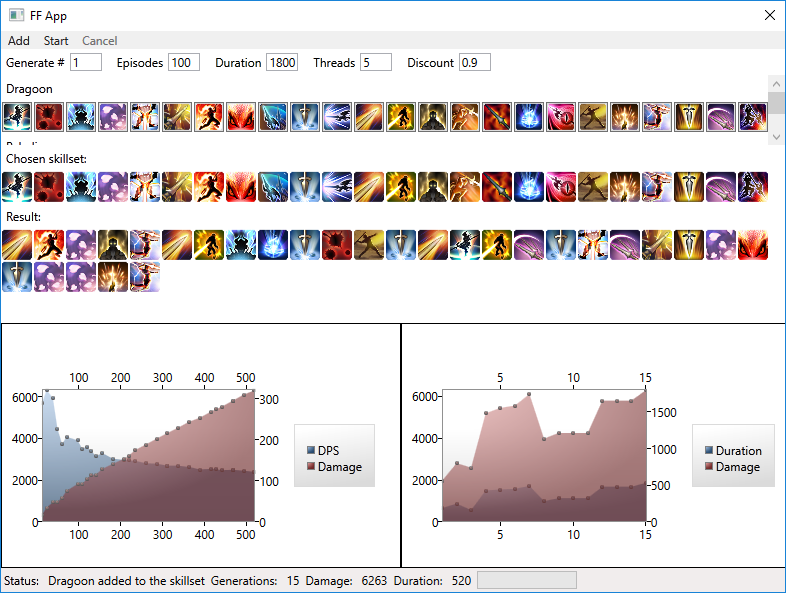 FF App
Add Start Cancel
Generate # 1 Episodes 100 Duration 1800 Threads 5 Discount 0.9
Dragoon
Chosen skillset:
Result:
100 200 300 400 500
6000 4000 2000 0
300 200 100 0
100 200 300 400 500
DPS
Damage
5 10 15
6000 4000 2000 0
1500 1000 500 0
5 10 15
Duration
Damage
Status: Dragoon added to the skillset Generations: 15 Damage: 6263 Duration: 520